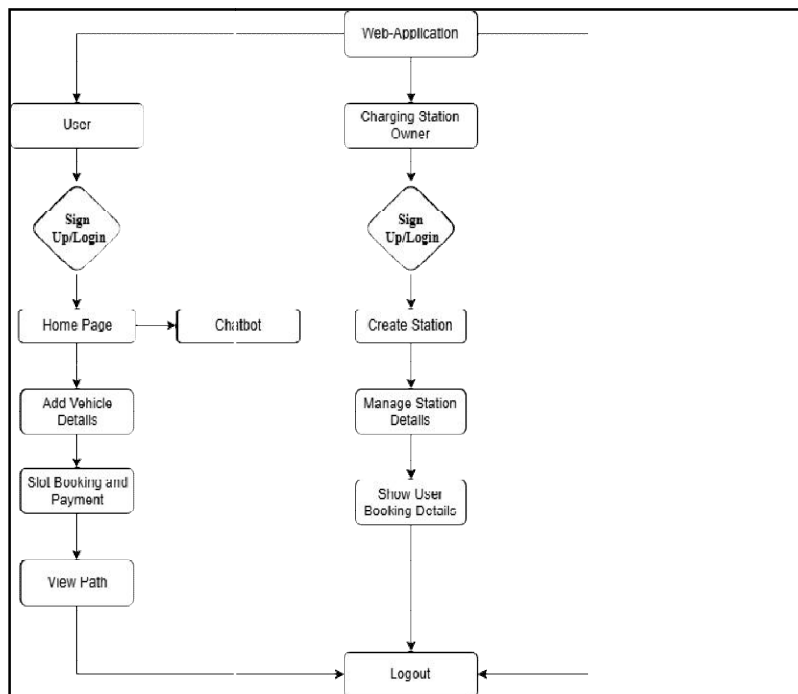 Web-Application
User
Charging Station
Owner
Sign
Up/Login
Sign
Up/Login
Home Page
Chatbot
Create Station
Add Vehicle
Details
Manage Station
Details
Slot Booking and
Payment
Show User
Booking Details
View Path
Logout